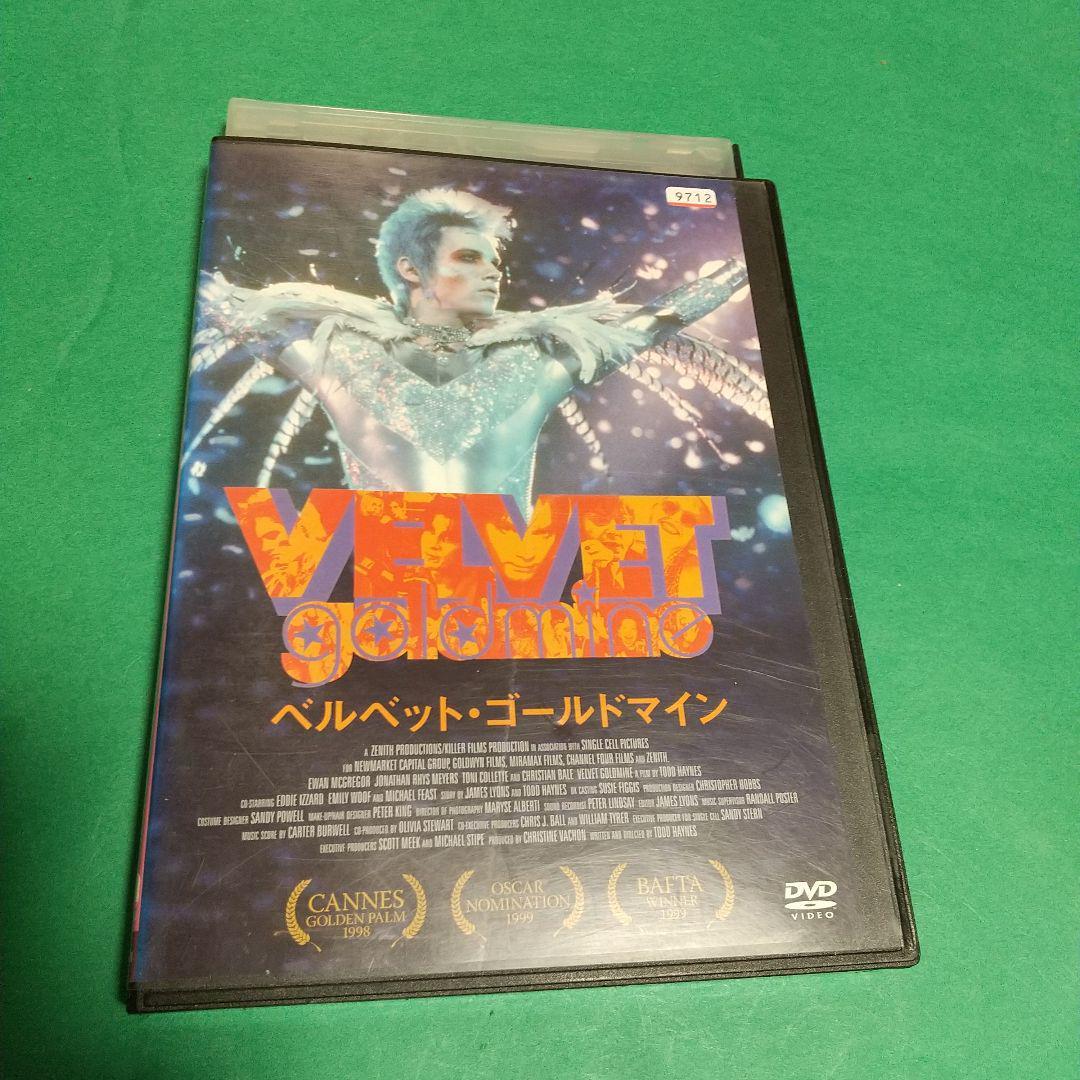 9712
VELVET
goldmine
ベルベット・ゴールドマイン
A ZENITH PRODUCTIONS/KILLER FILMS PRODUCTION IN ASSOCIATION WITH SINGLE CELL PICTURES
FOR NEWMARKET CAPITAL GROUP, GOLDWYN FILMS, MIRAMAX FILMS, CHANNEL FOUR FILMS AND ZENITH
EWAN MCGREGOR JONATHAN RHYS MEYERS TONI COLLETTE AND CHRISTIAN BALE VELVET GOLDMINE A FILM BY TODD HAYNES
CO-STARRING EDDIE IZZARD EMILY WOOF AND MICHAEL FEAST STORY BY JAMES LYONS AND TODD HAYNES UK CASTING SUSIE FIGGIS PRODUCTION DESIGNER CHRISTOPHER HOBBS
COSTUME DESIGNER SANDY POWELL MAKE-UP/HAIR DESIGNER PETER KING DIRECTOR OF PHOTOGRAPHY MARYSE ALBERTI SOUND RECORDIST PETER LINDSAY EDITOR JAMES LYONS MUSIC SUPERVISOR RANDALL POSTER
MUSIC SCORE BY CARTER BURWELL CO-PRODUCED BY OLIVIA STEWART CO-EXECUTIVE PRODUCERS CHRIS J. BALL AND WILLIAM TYRER EXECUTIVE PRODUCER FOR SINGLE CELL SANDY STERN
EXECUTIVE PRODUCERS SCOTT MEEK AND MICHAEL STIPE PRODUCED BY CHRISTINE VACHON WRITTEN AND DIRECTED BY TODD HAYNES
CANNES
GOLDEN PALM
1998
OSCAR
NOMINATION
1999
BAFTA
WINNER
1999
DVD
VIDEO